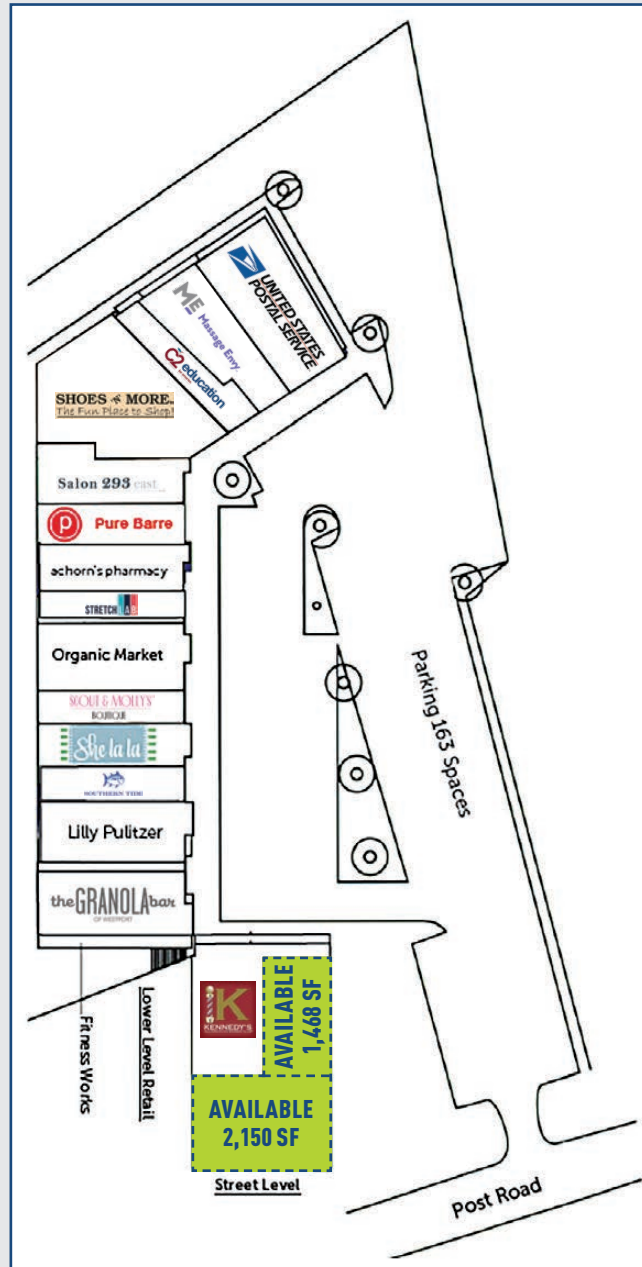 UNITED STATES
POSTAL SERVICE
ME
Massage Envy
C2 education
SHOES & MORE
The Fun Place to Shop!
Salon 293 east
P
Pure Barre
achorn's pharmacy
STRETCH LAB
Organic Market
SCOUT & MOLLY'S
BOUTIQUE
She la la
SOUTHERN TIDE
Lilly Pulitzer
the GRANOLA bar
OF WESTPORT
Parking 163 Spaces
Fitness Works
Lower Level Retail
K
KENNEDY'S
AVAILABLE
1,468 SF
AVAILABLE
2,150 SF
Street Level
Post Road